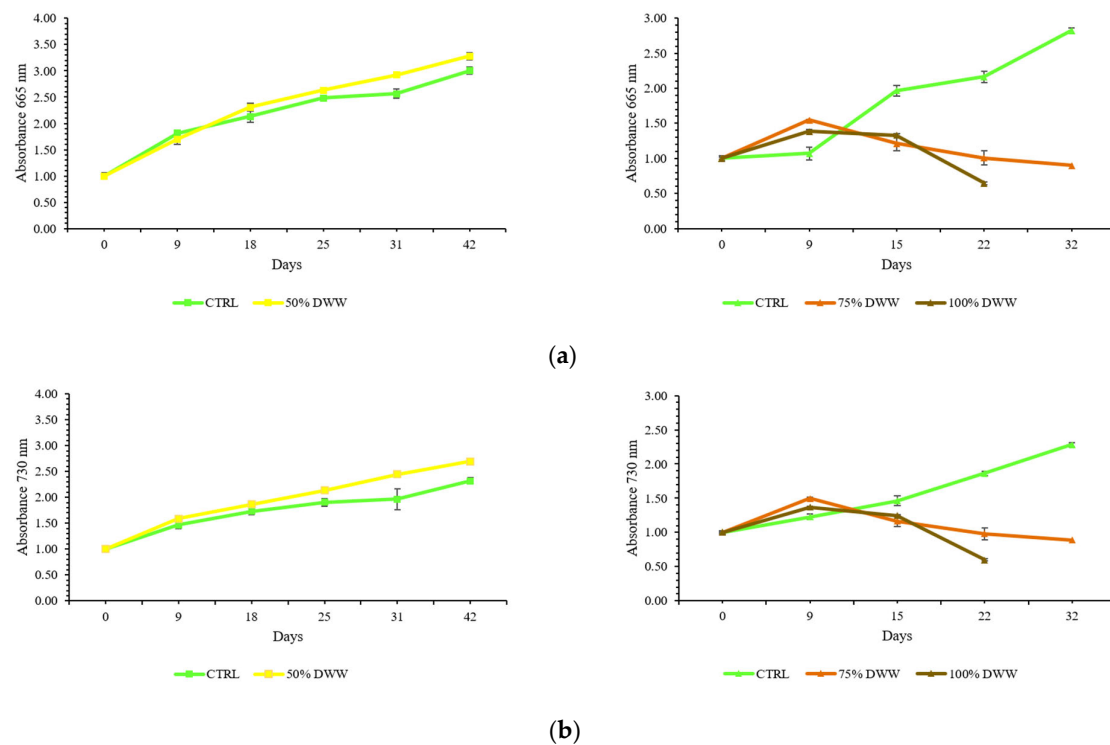 4.00
3.50
3.00
2.50
2.00
1.50
1.00
0.50
0.00
Absorbance 665 nm
0 9 18 25 31 42
Days
CTRL 50% DWW
3.00
2.50
2.00
1.50
1.00
0.50
0.00
Absorbance 665 nm
0 9 15 22 32
Days
CTRL 75% DWW 100% DWW
(a)
4.00
3.50
3.00
2.50
2.00
1.50
1.00
0.50
0.00
Absorbance 730 nm
0 9 18 25 31 42
Days
CTRL 50% DWW
3.00
2.50
2.00
1.50
1.00
0.50
0.00
Absorbance 730 nm
0 9 15 22 32
Days
CTRL 75% DWW 100% DWW
(b)